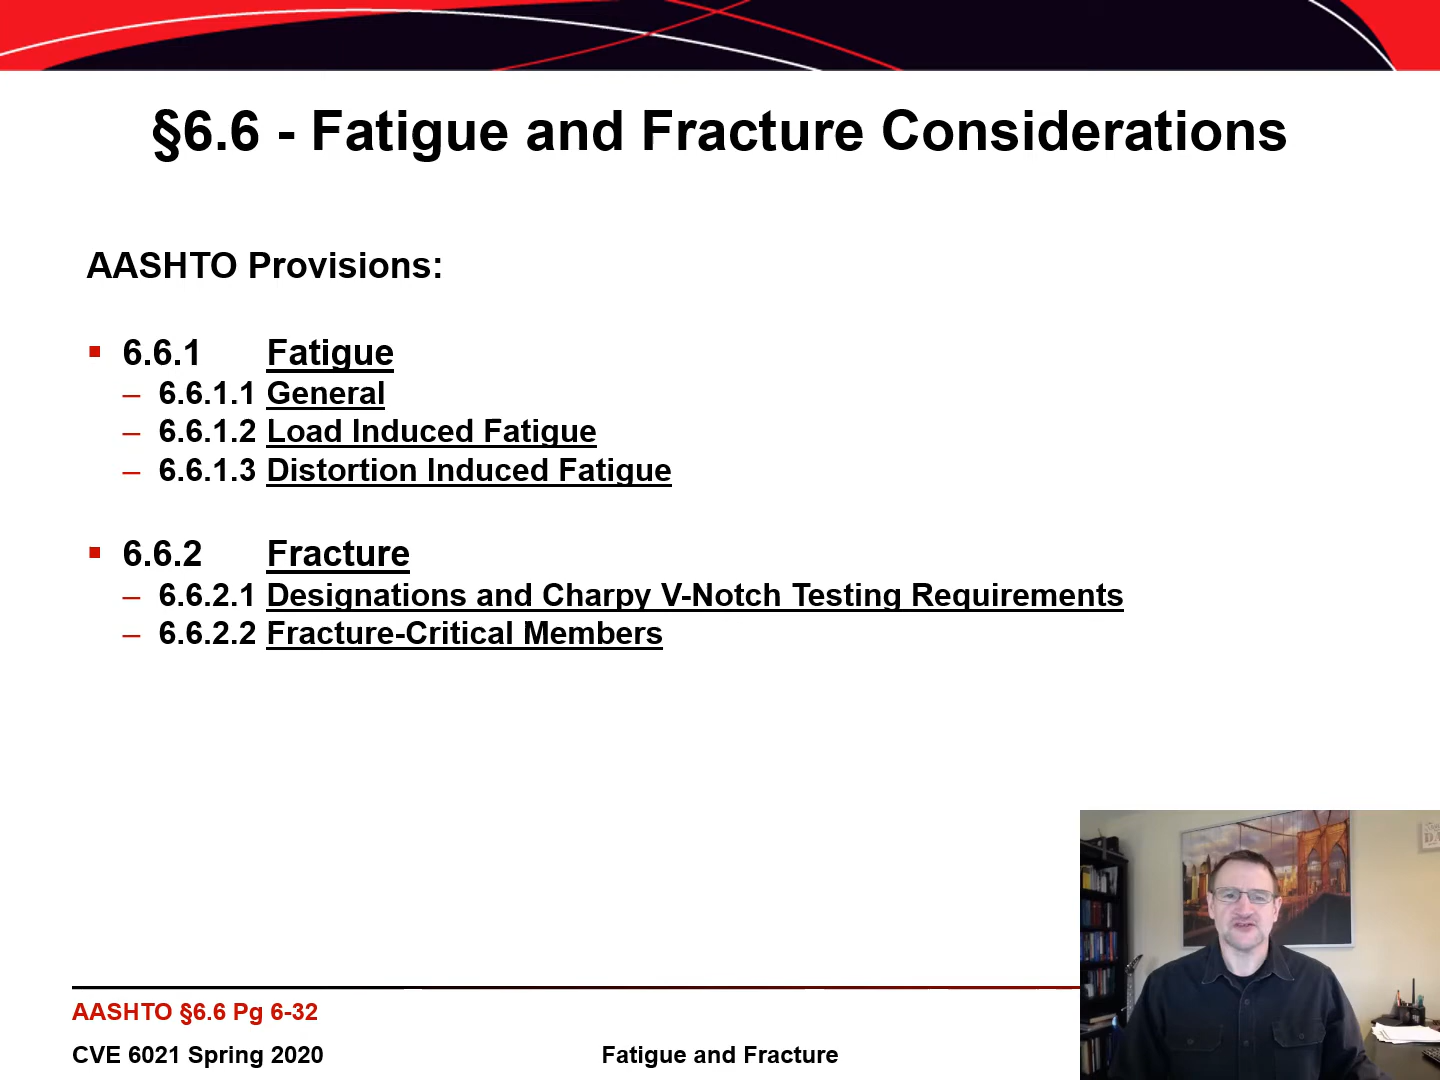 §6.6 - Fatigue and Fracture Considerations
AASHTO Provisions:
▪ 6.6.1 Fatigue
– 6.6.1.1 General
– 6.6.1.2 Load Induced Fatigue
– 6.6.1.3 Distortion Induced Fatigue
▪ 6.6.2 Fracture
– 6.6.2.1 Designations and Charpy V-Notch Testing Requirements
– 6.6.2.2 Fracture-Critical Members
AASHTO §6.6 Pg 6-32
CVE 6021 Spring 2020
Fatigue and Fracture